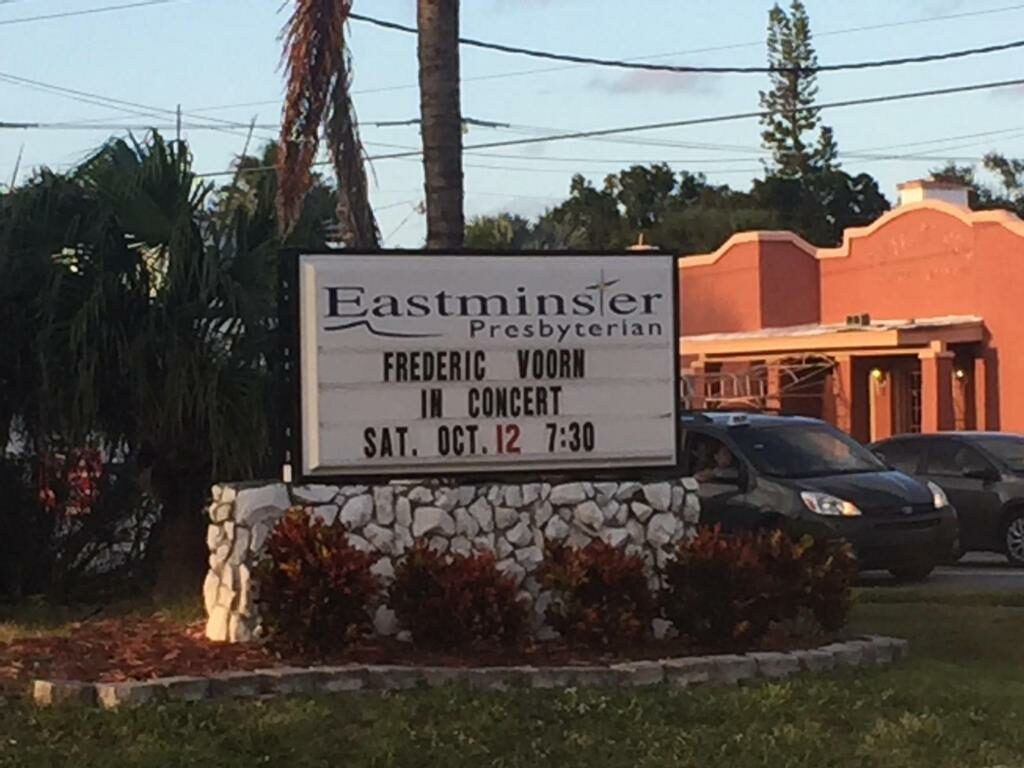 Eastminster
Presbyterian
FREDERIC VOORN
IN CONCERT
SAT. OCT. 12 7:30